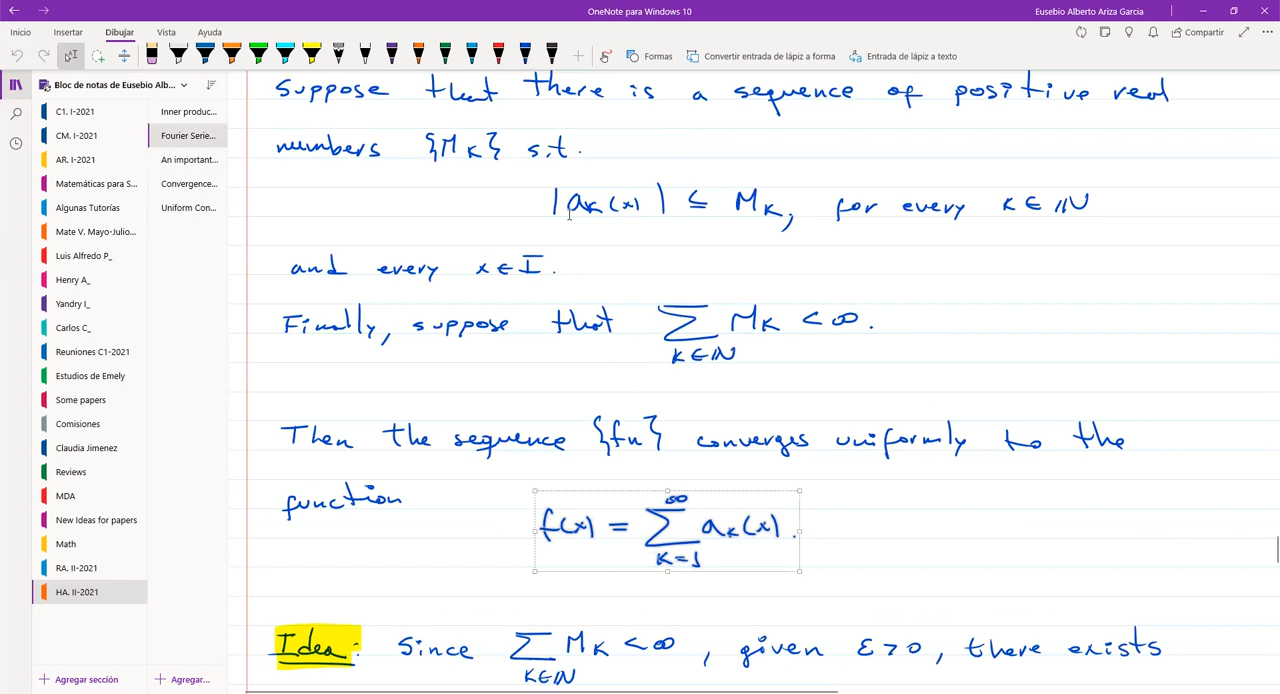 OneNote para Windows 10
Eusebio Alberto Ariza Garcia
Inicio Insertar Dibujar Vista Ayuda
Compartir
Formas Convertir entrada de lápiz a forma Entrada de lápiz a texto
Bloc de notas de Eusebio Alb...
C1. I-2021
CM. I-2021
AR. I-2021
Matemáticas para S...
Algunas Tutorías
Mate V. Mayo-Julio...
Luis Alfredo P_
Henry A_
Yandry I_
Carlos C_
Reuniones C1-2021
Estudios de Emely
Some papers
Comisiones
Claudia Jimenez
Reviews
MDA
New Ideas for papers
Math
RA. II-2021
HA. II-2021
Agregar sección
Inner produc...
Fourier Serie...
An important...
Convergence...
Uniform Con...
Agregar...
Suppose that there is a sequence of positive real
numbers {M_K} s.t.
|a_K(x)| ≤ M_K, for every K ∈ ℕ
and every x ∈ I.
Finally, suppose that ∑_{K∈ℕ} M_K < ∞.
Then the sequence {fn} converges uniformly to the
function
f(x) = ∑_{K=1}^{∞} a_K(x).
Idea: Since ∑_{K∈ℕ} M_K < ∞, given ε > 0, there exists